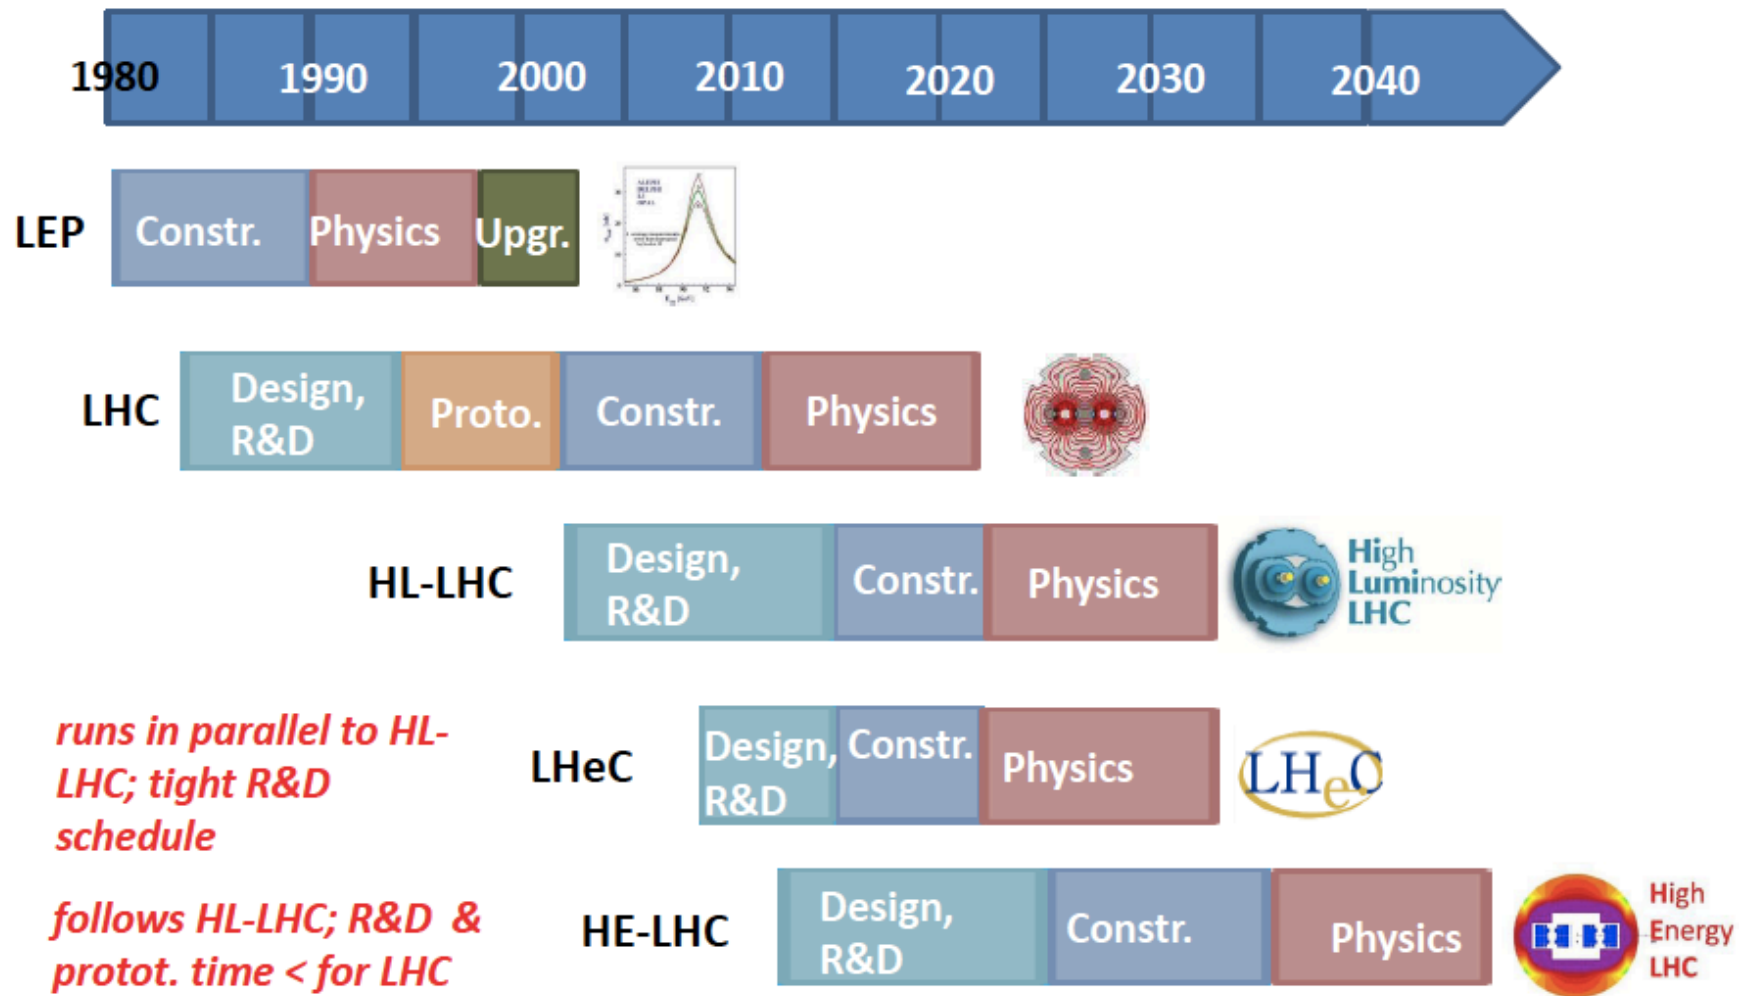 1980 1990 2000 2010 2020 2030 2040
LEP Constr. Physics Upgr.
LHC Design, R&D Proto. Constr. Physics
HL-LHC Design, R&D Constr. Physics
High
Luminosity
LHC
runs in parallel to HL-
LHC; tight R&D
schedule
LHeC Design, R&D Constr. Physics
LHeC
follows HL-LHC; R&D &
protot. time < for LHC
HE-LHC Design, R&D Constr. Physics
High
Energy
LHC